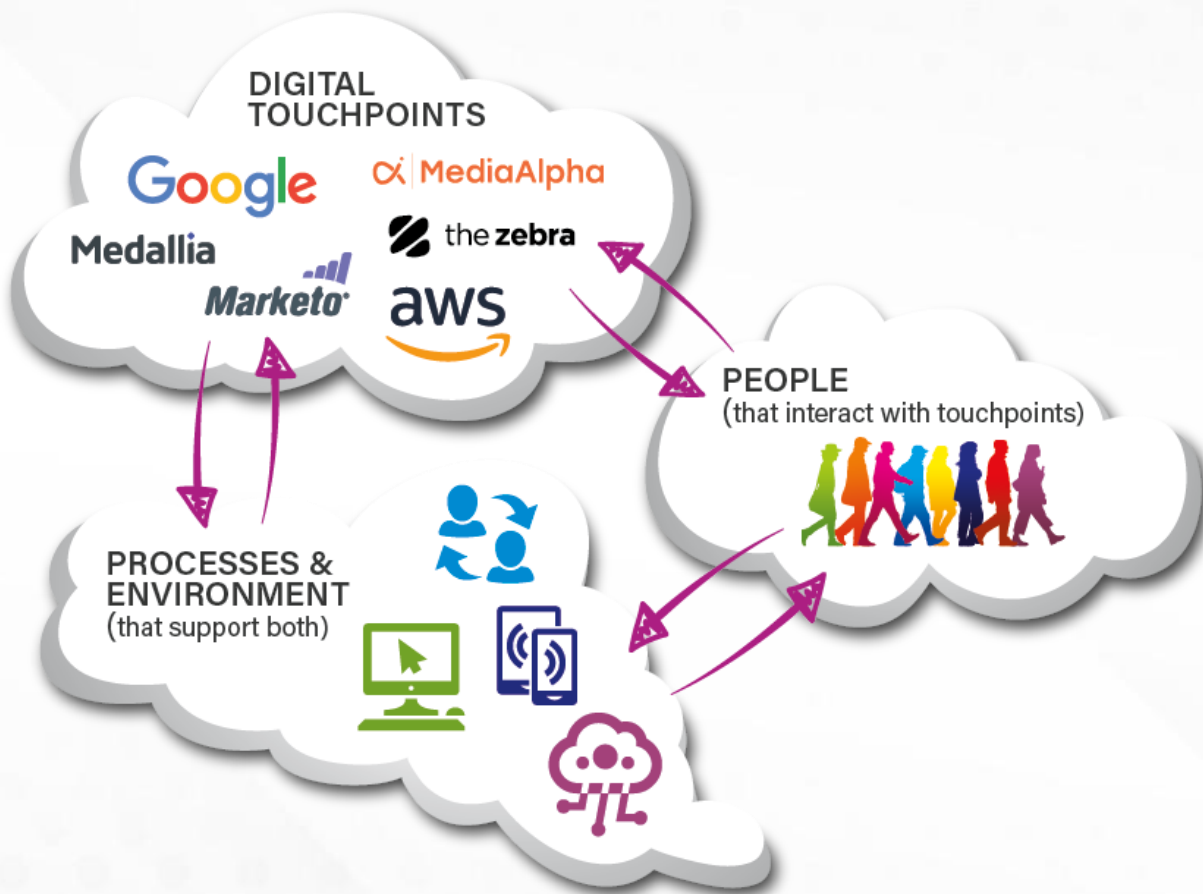 DIGITAL
TOUCHPOINTS
Google
MediaAlpha
Medallia
the zebra
Marketo
aws
PEOPLE
(that interact with touchpoints)
PROCESSES &
ENVIRONMENT
(that support both)